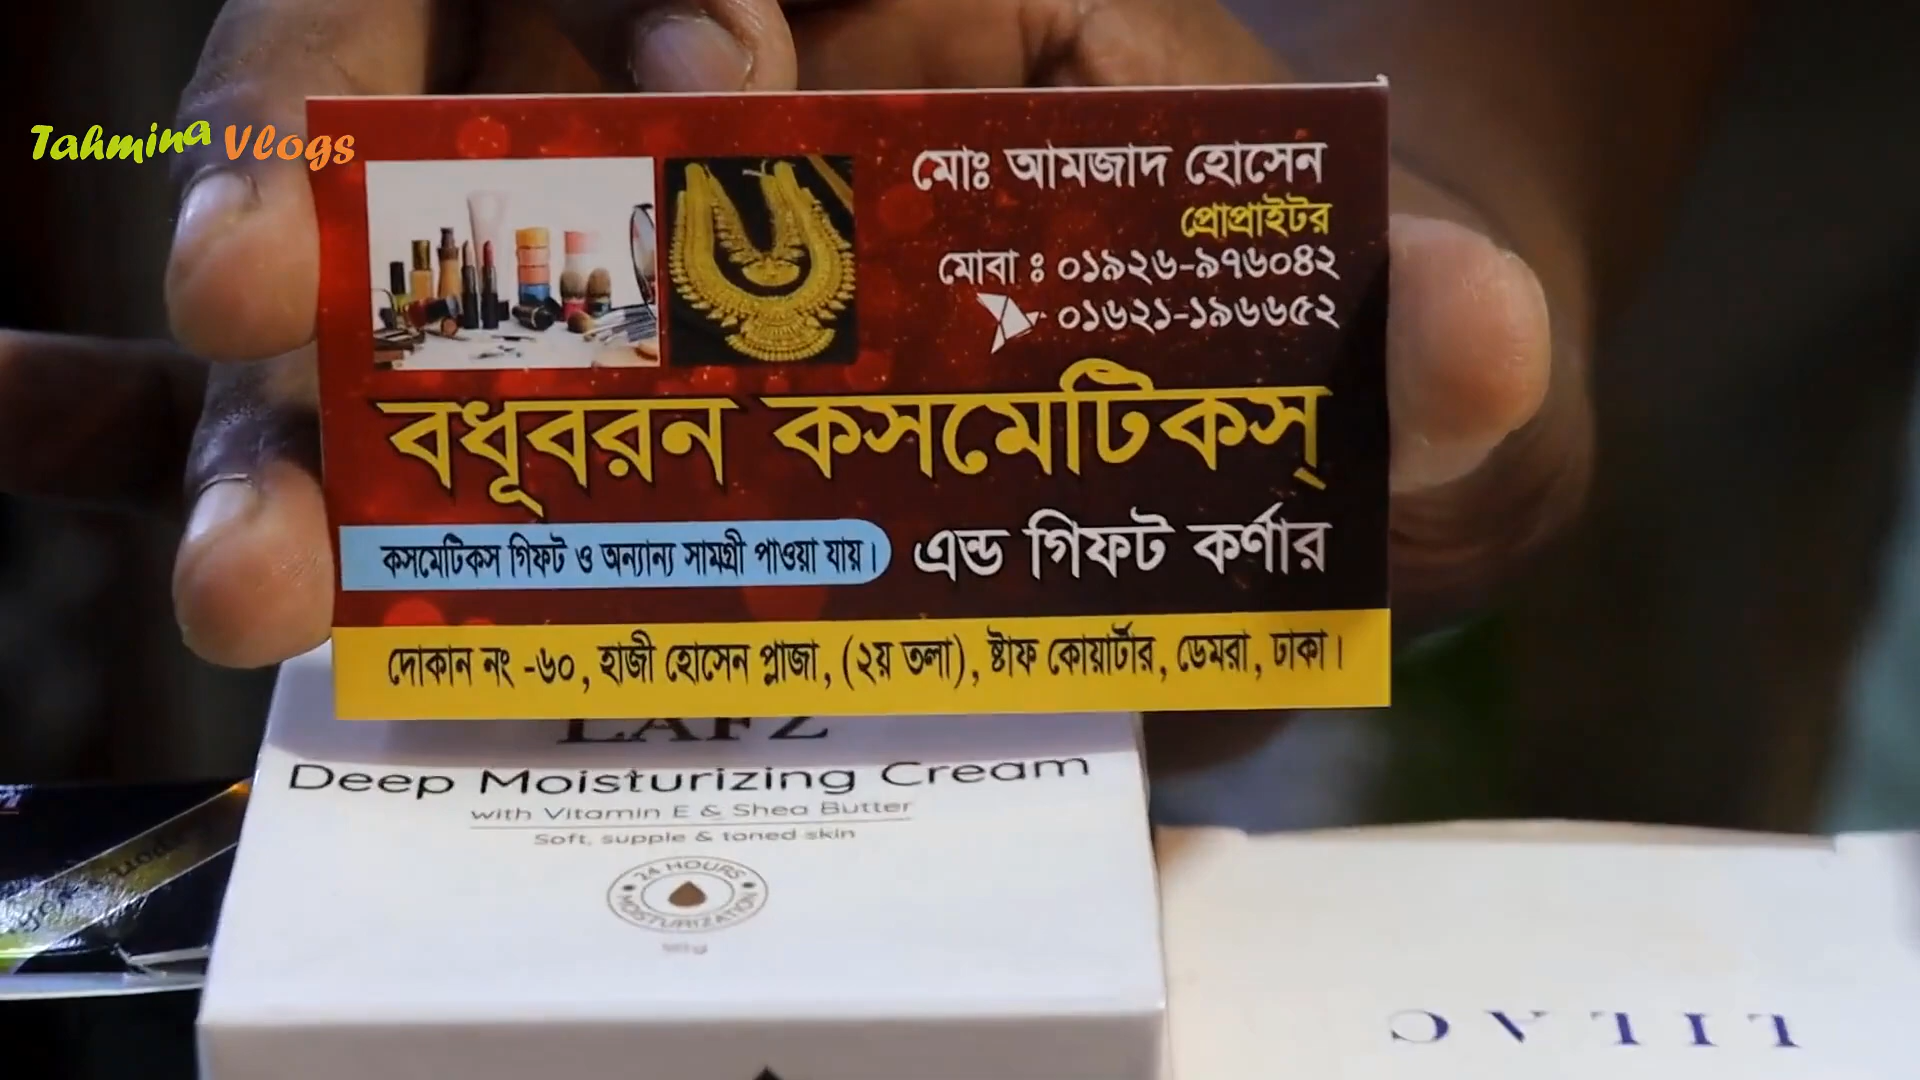 Tahmina Vlogs
মোঃ আমজাদ হোসেন
প্রোপ্রাইটর
মোবা ঃ ০১৯২৬-৯৭৬০৪২
০১৬২১-১৯৬৬৫২
বধূবরন কসমেটিকস্
কসমেটিকস গিফট ও অন্যান্য সামগ্রী পাওয়া যায়।
এন্ড গিফট কর্ণার
দোকান নং -৬০, হাজী হোসেন প্লাজা, (২য় তলা), ষ্টাফ কোয়ার্টার, ডেমরা, ঢাকা।
LAFZ
Deep Moisturizing Cream
with Vitamin E & Shea Butter
Soft, supple & toned skin
24 HOURS
MOISTURIZATION
LILAC